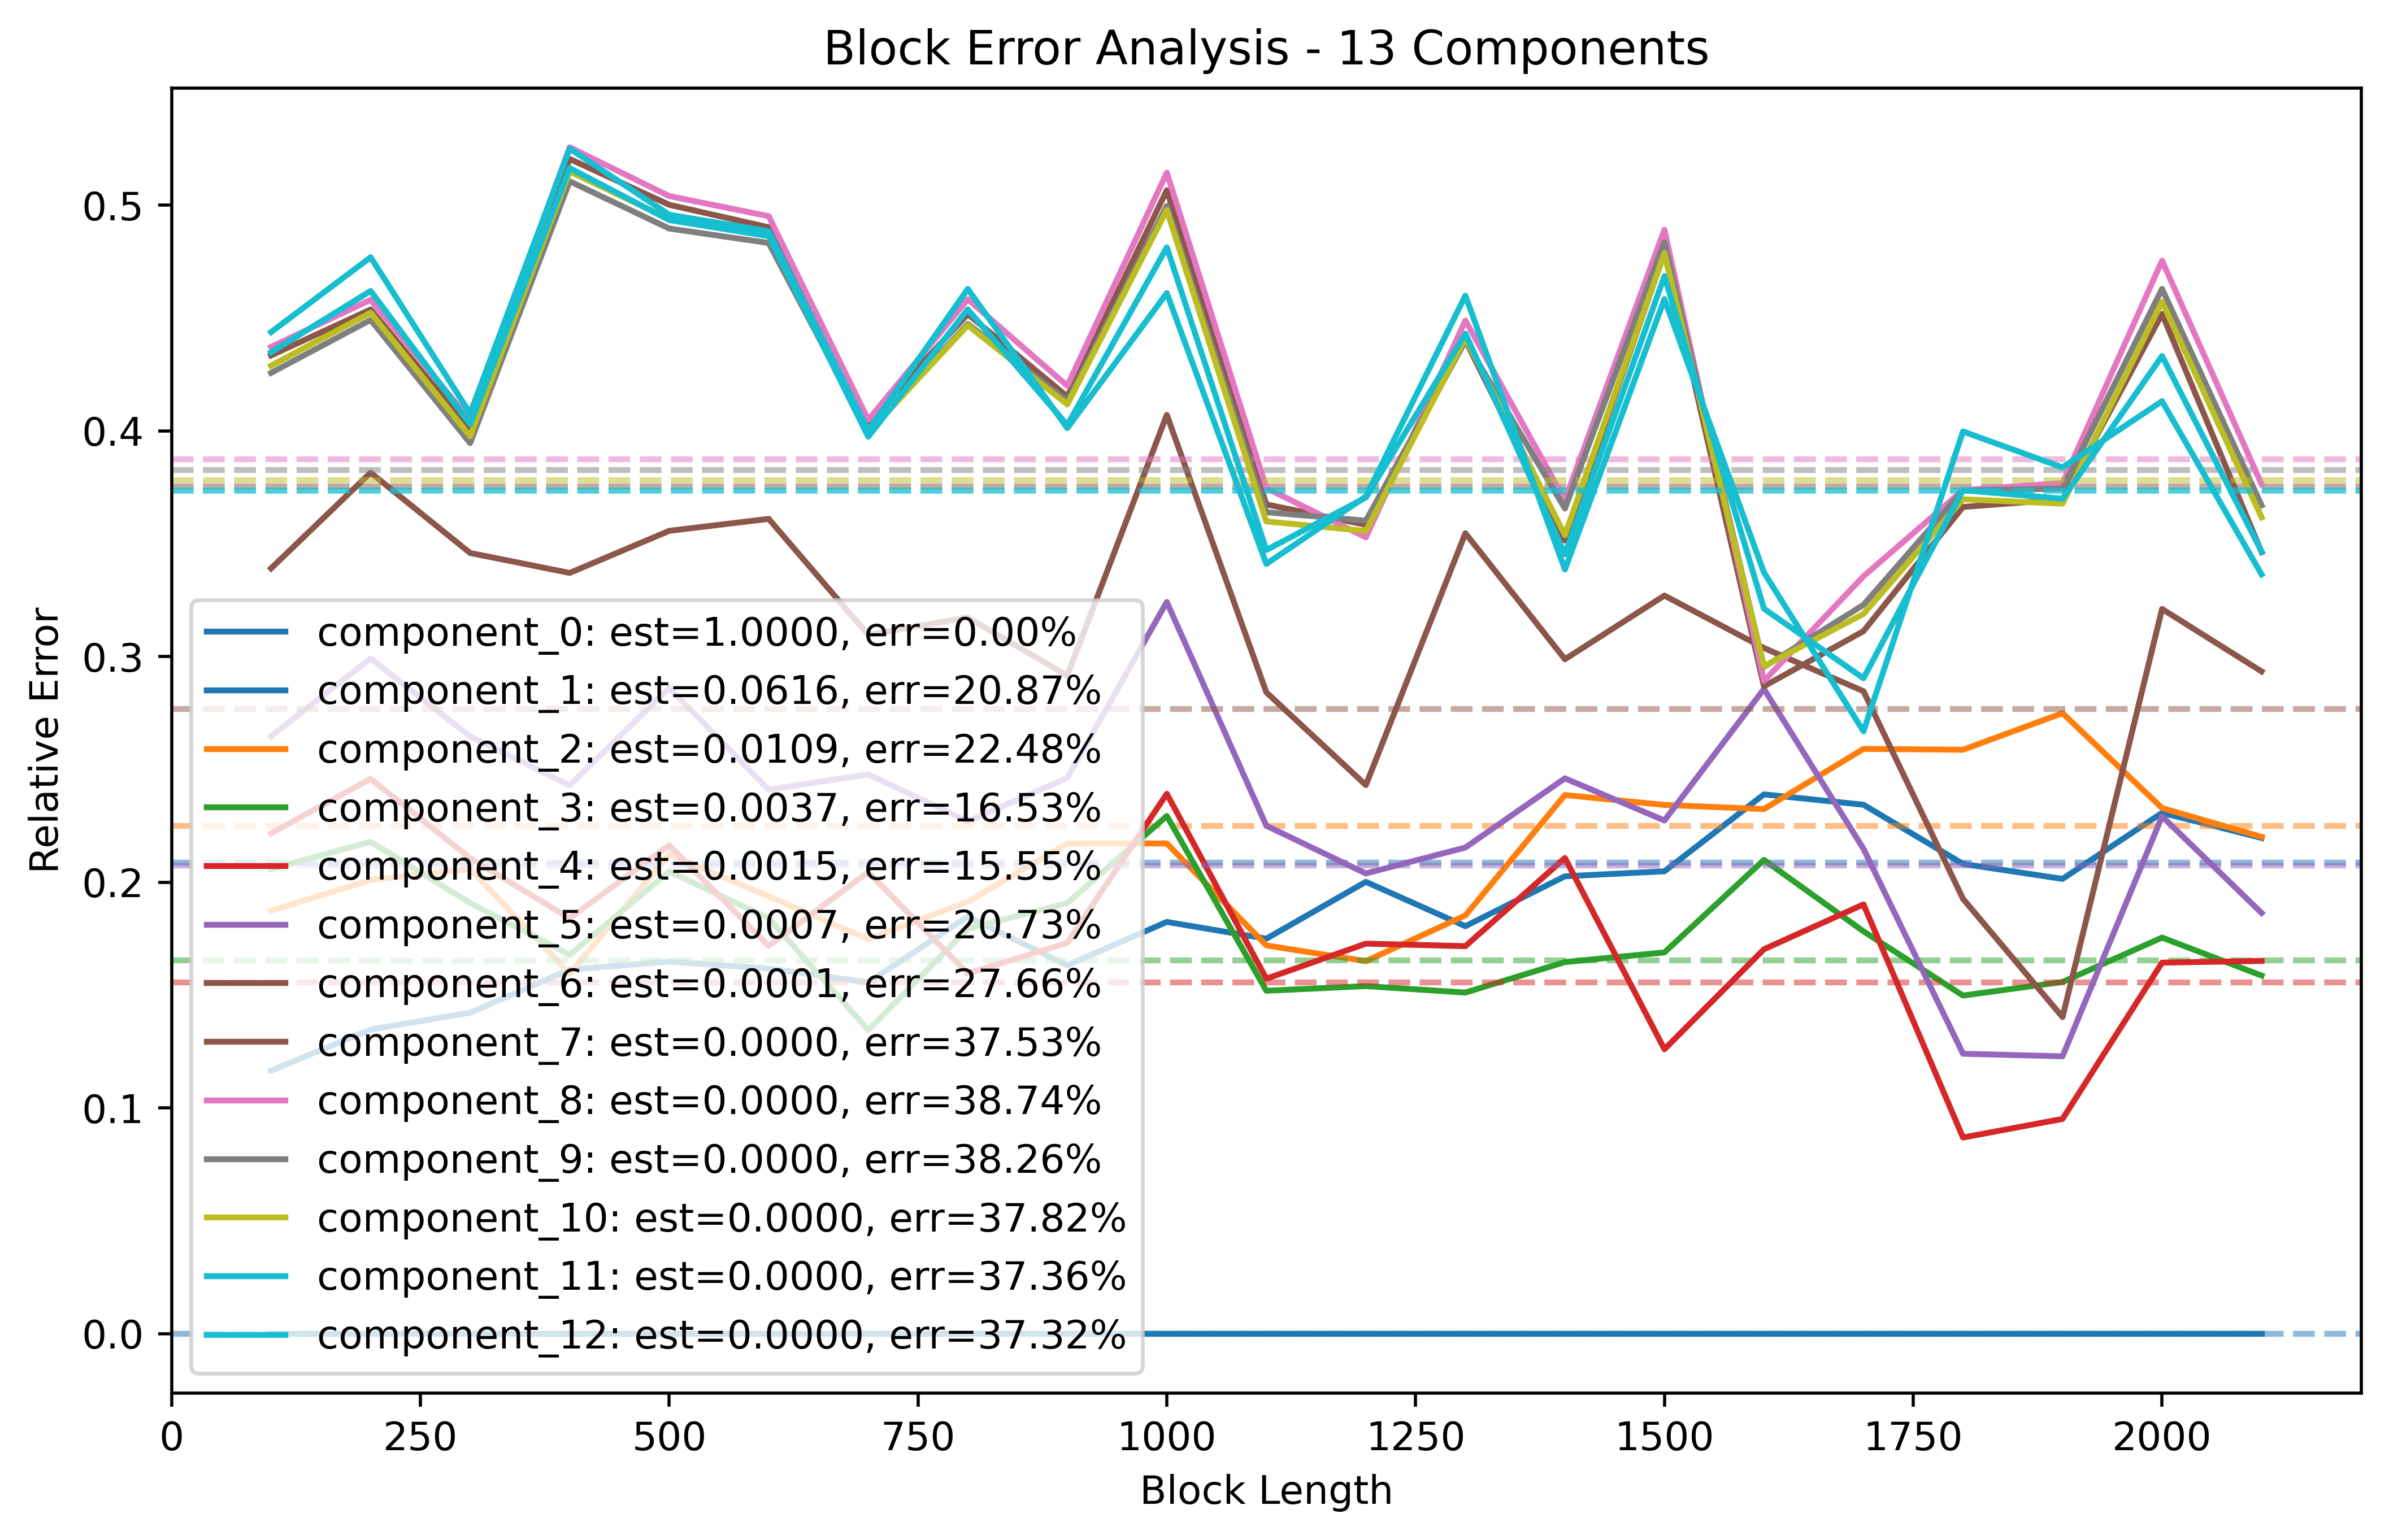 Block Error Analysis - 13 Components
Relative Error
0.5
0.4
0.3
0.2
0.1
0.0
component_0: est=1.0000, err=0.00%
component_1: est=0.0616, err=20.87%
component_2: est=0.0109, err=22.48%
component_3: est=0.0037, err=16.53%
component_4: est=0.0015, err=15.55%
component_5: est=0.0007, err=20.73%
component_6: est=0.0001, err=27.66%
component_7: est=0.0000, err=37.53%
component_8: est=0.0000, err=38.74%
component_9: est=0.0000, err=38.26%
component_10: est=0.0000, err=37.82%
component_11: est=0.0000, err=37.36%
component_12: est=0.0000, err=37.32%
0 250 500 750 1000 1250 1500 1750 2000
Block Length